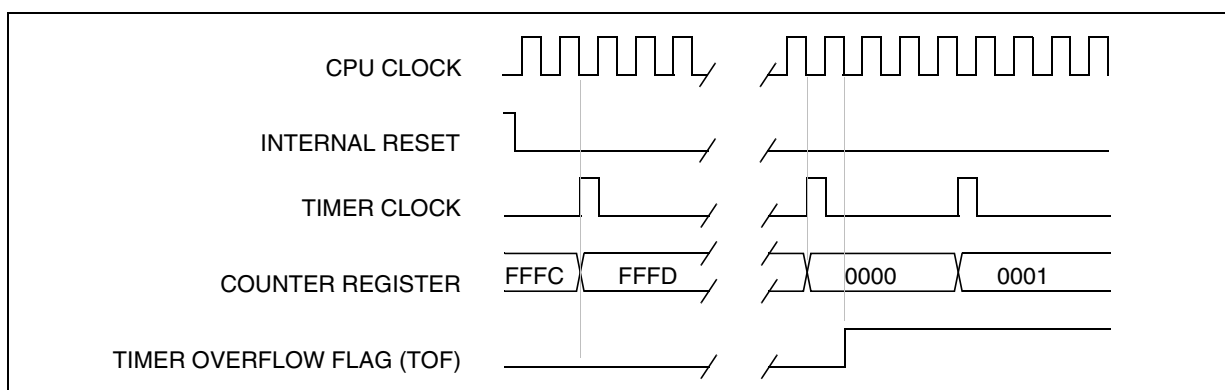 CPU CLOCK
INTERNAL RESET
TIMER CLOCK
COUNTER REGISTER
FFFC
FFFD
0000
0001
TIMER OVERFLOW FLAG (TOF)